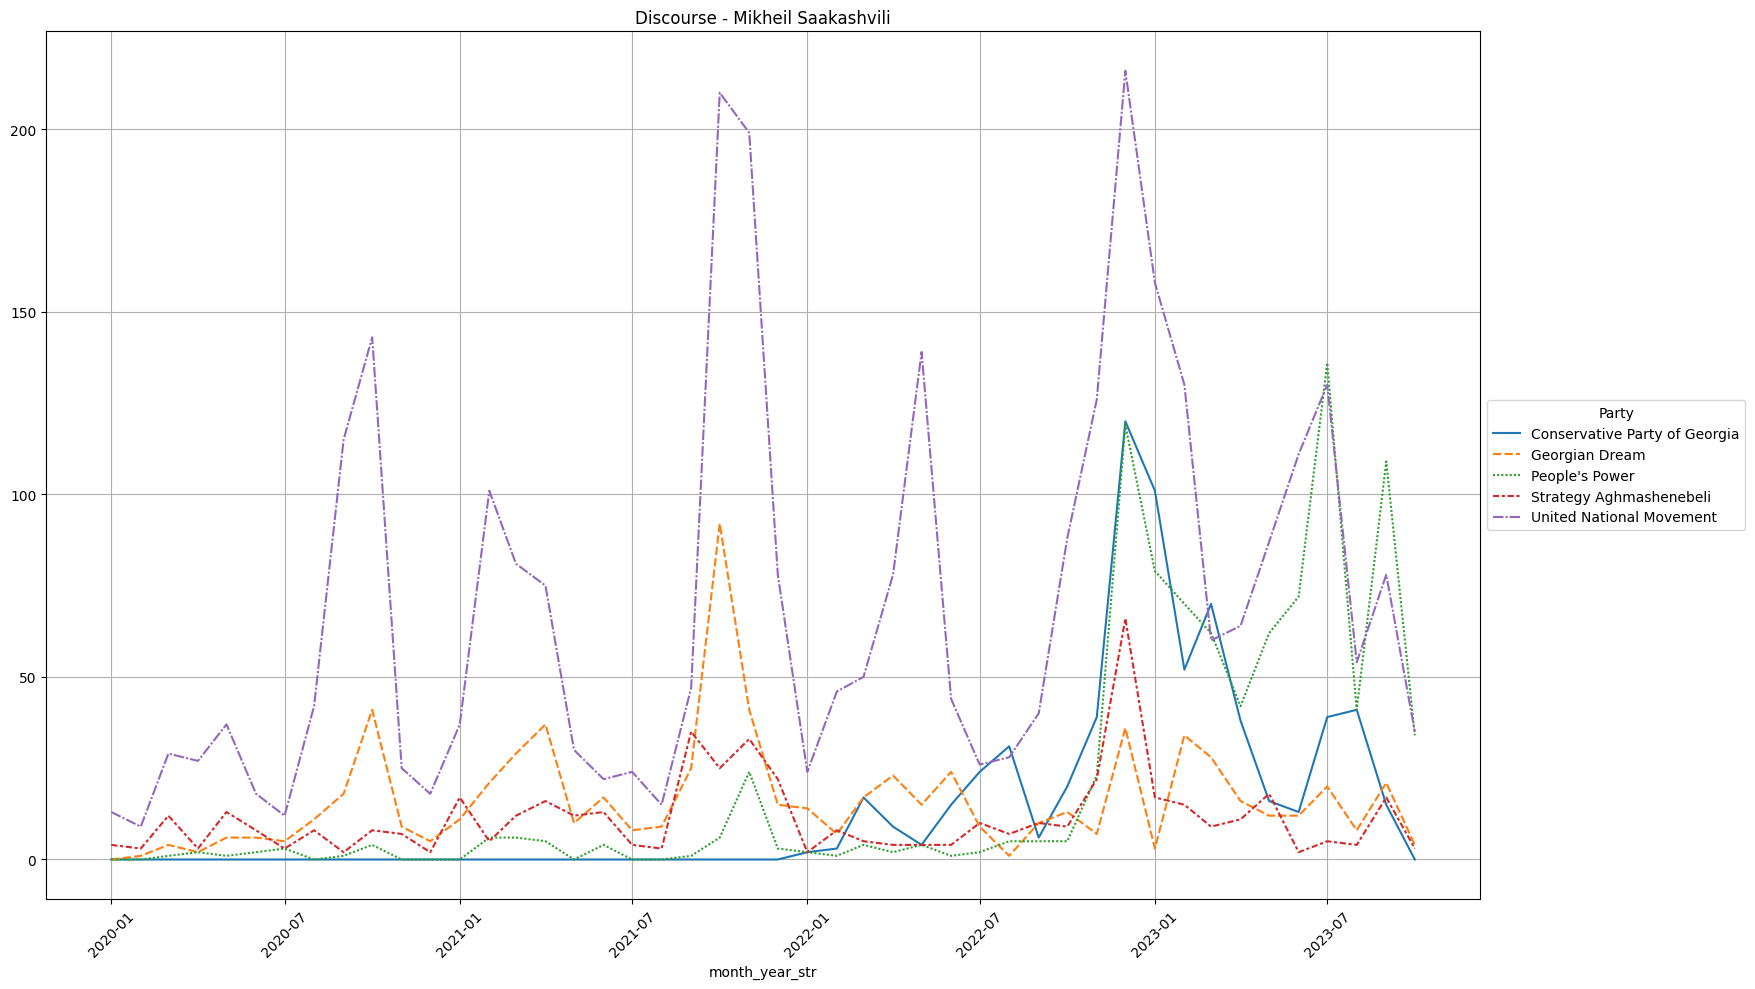 Discourse - Mikheil Saakashvili
200
150
100
50
0
2020-01
2020-07
2021-01
2021-07
2022-01
2022-07
2023-01
2023-07
month_year_str
Party
Conservative Party of Georgia
Georgian Dream
People's Power
Strategy Aghmashenebeli
United National Movement